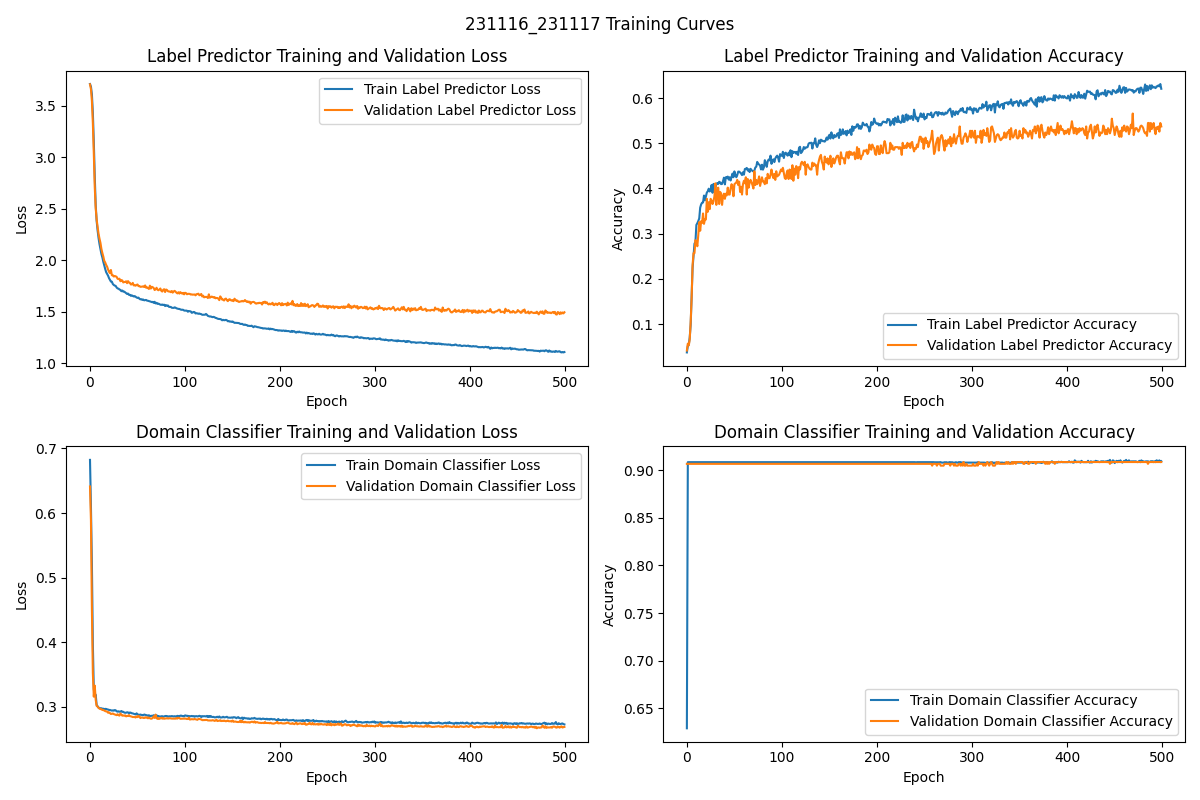 231116_231117 Training Curves
Label Predictor Training and Validation Loss
Train Label Predictor Loss
Validation Label Predictor Loss
3.5
3.0
2.5
2.0
1.5
1.0
Loss
0 100 200 300 400 500
Epoch
Label Predictor Training and Validation Accuracy
0.6
0.5
0.4
0.3
0.2
0.1
Accuracy
Train Label Predictor Accuracy
Validation Label Predictor Accuracy
0 100 200 300 400 500
Epoch
Domain Classifier Training and Validation Loss
Train Domain Classifier Loss
Validation Domain Classifier Loss
0.7
0.6
0.5
0.4
0.3
Loss
0 100 200 300 400 500
Epoch
Domain Classifier Training and Validation Accuracy
0.90
0.85
0.80
0.75
0.70
0.65
Accuracy
Train Domain Classifier Accuracy
Validation Domain Classifier Accuracy
0 100 200 300 400 500
Epoch